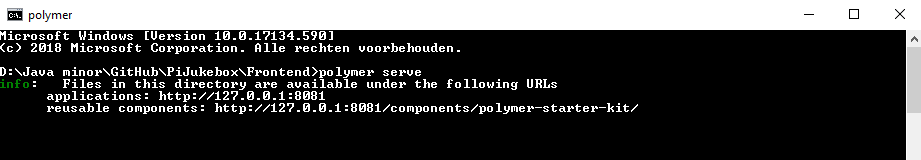 polymer
Microsoft Windows [Version 10.0.17134.590]
(c) 2018 Microsoft Corporation. Alle rechten voorbehouden.
D:\Java minor\GitHub\PiJukebox\Frontend>polymer serve
info:    Files in this directory are available under the following URLs
      applications: http://127.0.0.1:8081
      reusable components: http://127.0.0.1:8081/components/polymer-starter-kit/